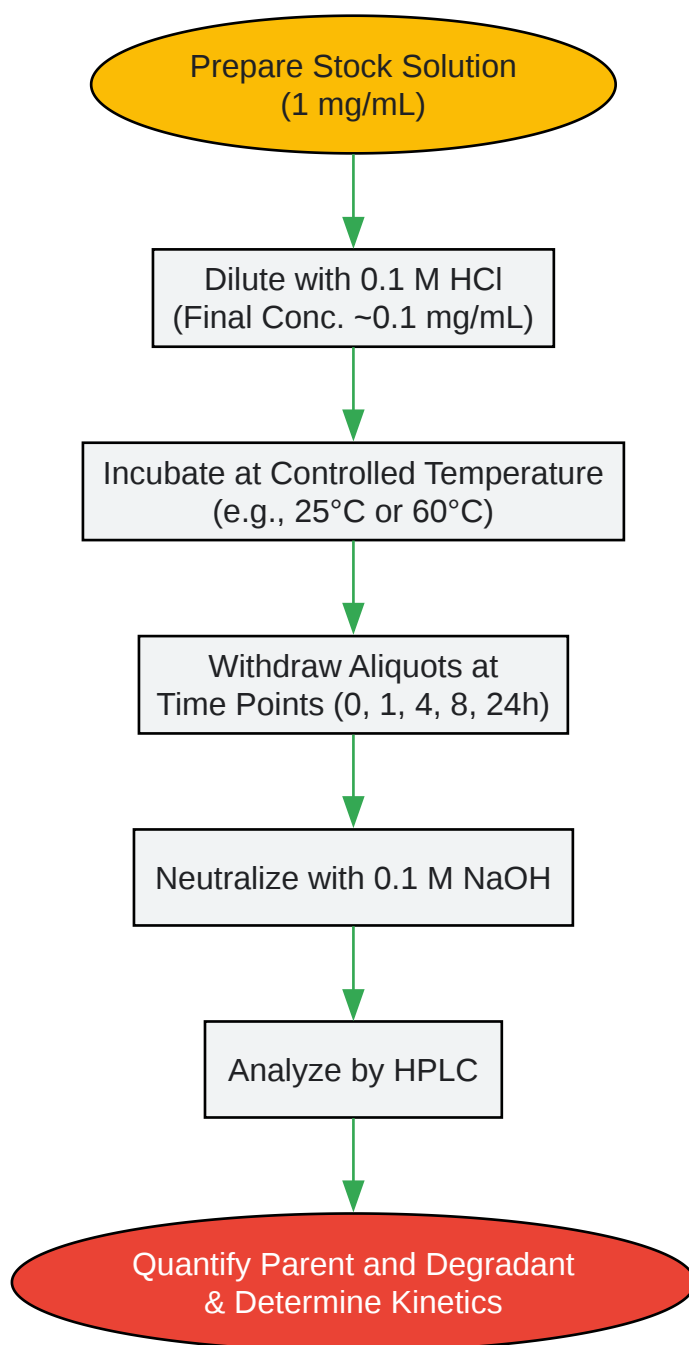 Prepare Stock Solution
(1 mg/mL)
Dilute with 0.1 M HCl
(Final Conc. ~0.1 mg/mL)
Incubate at Controlled Temperature
(e.g., 25°C or 60°C)
Withdraw Aliquots at
Time Points (0, 1, 4, 8, 24h)
Neutralize with 0.1 M NaOH
Analyze by HPLC
Quantify Parent and Degradant
& Determine Kinetics